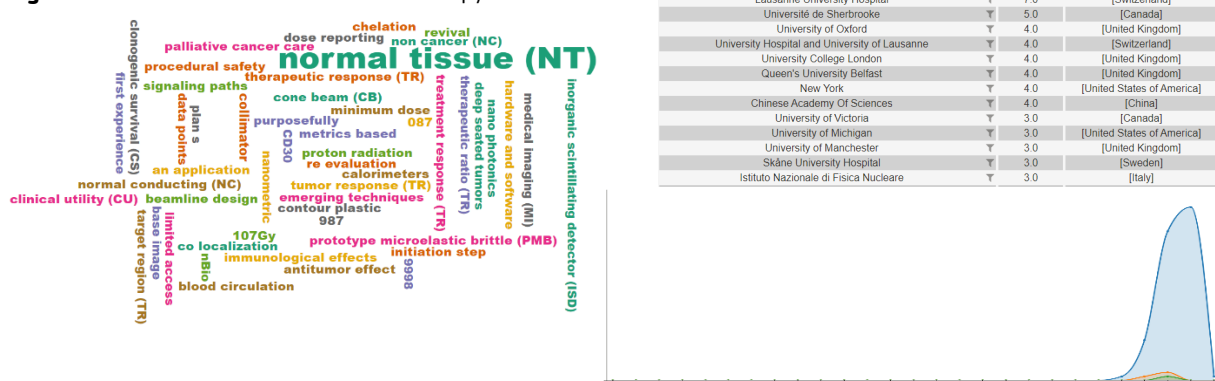 chelation
revival
dose reporting
non cancer (NC)
palliative cancer care
normal tissue (NT)
procedural safety
therapeutic response (TR)
signaling paths
cone beam (CB)
minimum dose
087
purposefully
metrics based
proton radiation
re evaluation
calorimeters
an application
tumor response (TR)
normal conducting (NC)
emerging techniques
clinical utility (CU)
beamline design
contour plastic
987
107Gy
prototype microelastic brittle (PMB)
co localization
initiation step
immunological effects
antitumor effect
blood circulation
clonogenic survival (CS)
first experience
data points
plan s
collimator
CD30
nanometric
treatment response (TR)
therapeutic ratio (TR)
deep seated tumors
nano photonics
hardware and software
medical imaging (MI)
inorganic scintillating detector (ISD)
target region (TR)
base image
limited access
nBio
9998
Lausanne University Hospital 7.0 [Switzerland]
Université de Sherbrooke 5.0 [Canada]
University of Oxford 4.0 [United Kingdom]
University Hospital and University of Lausanne 4.0 [Switzerland]
University College London 4.0 [United Kingdom]
Queen's University Belfast 4.0 [United Kingdom]
New York 4.0 [United States of America]
Chinese Academy Of Sciences 4.0 [China]
University of Victoria 3.0 [Canada]
University of Michigan 3.0 [United States of America]
University of Manchester 3.0 [United Kingdom]
Skåne University Hospital 3.0 [Sweden]
Istituto Nazionale di Fisica Nucleare 3.0 [Italy]